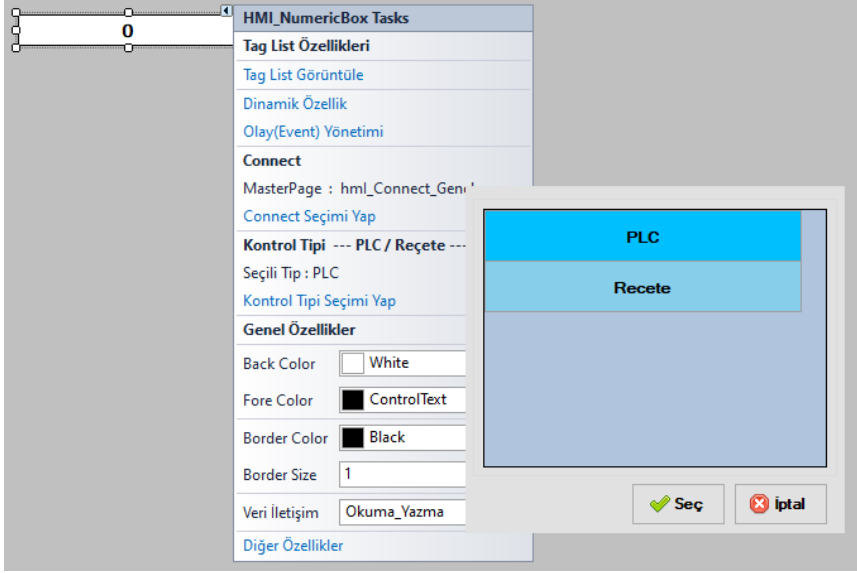 0
HMI_NumericBox Tasks
Tag List Özellikleri
Tag List Görüntüle
Dinamik Özellik
Olay(Event) Yönetimi
Connect
MasterPage : hml_Connect_Genel
Connect Seçimi Yap
Kontrol Tipi --- PLC / Reçete ---
Seçili Tip : PLC
Kontrol Tipi Seçimi Yap
Genel Özellikler
Back Color White
Fore Color ControlText
Border Color Black
Border Size 1
Veri İletişim Okuma_Yazma
Diğer Özellikler
PLC
Recete
Seç
İptal